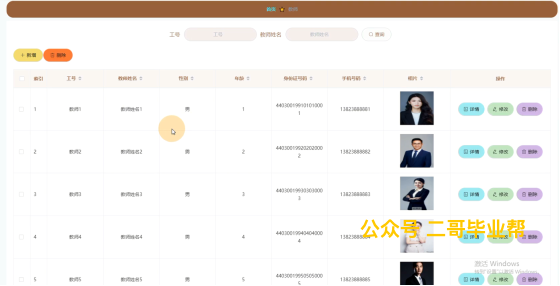 首页 教师
工号 工号 教师姓名 教师姓名 查询
+ 新增 删除
索引 工号 教师姓名 性别 年龄 身份证号码 手机号码 照片 操作
1 教师1 教师姓名1 男 1 440300199101010001 13823888881 详情 修改 删除
2 教师2 教师姓名2 男 2 440300199202020002 13823888882 详情 修改 删除
3 教师3 教师姓名3 男 3 440300199303030003 13823888883 详情 修改 删除
4 教师4 教师姓名4 男 4 440300199404040004 13823888884 详情 修改 删除
5 教师5 教师姓名5 男 5 440300199505050005 13823888885 详情 修改 删除
公众号 二哥毕业帮
激活 Windows